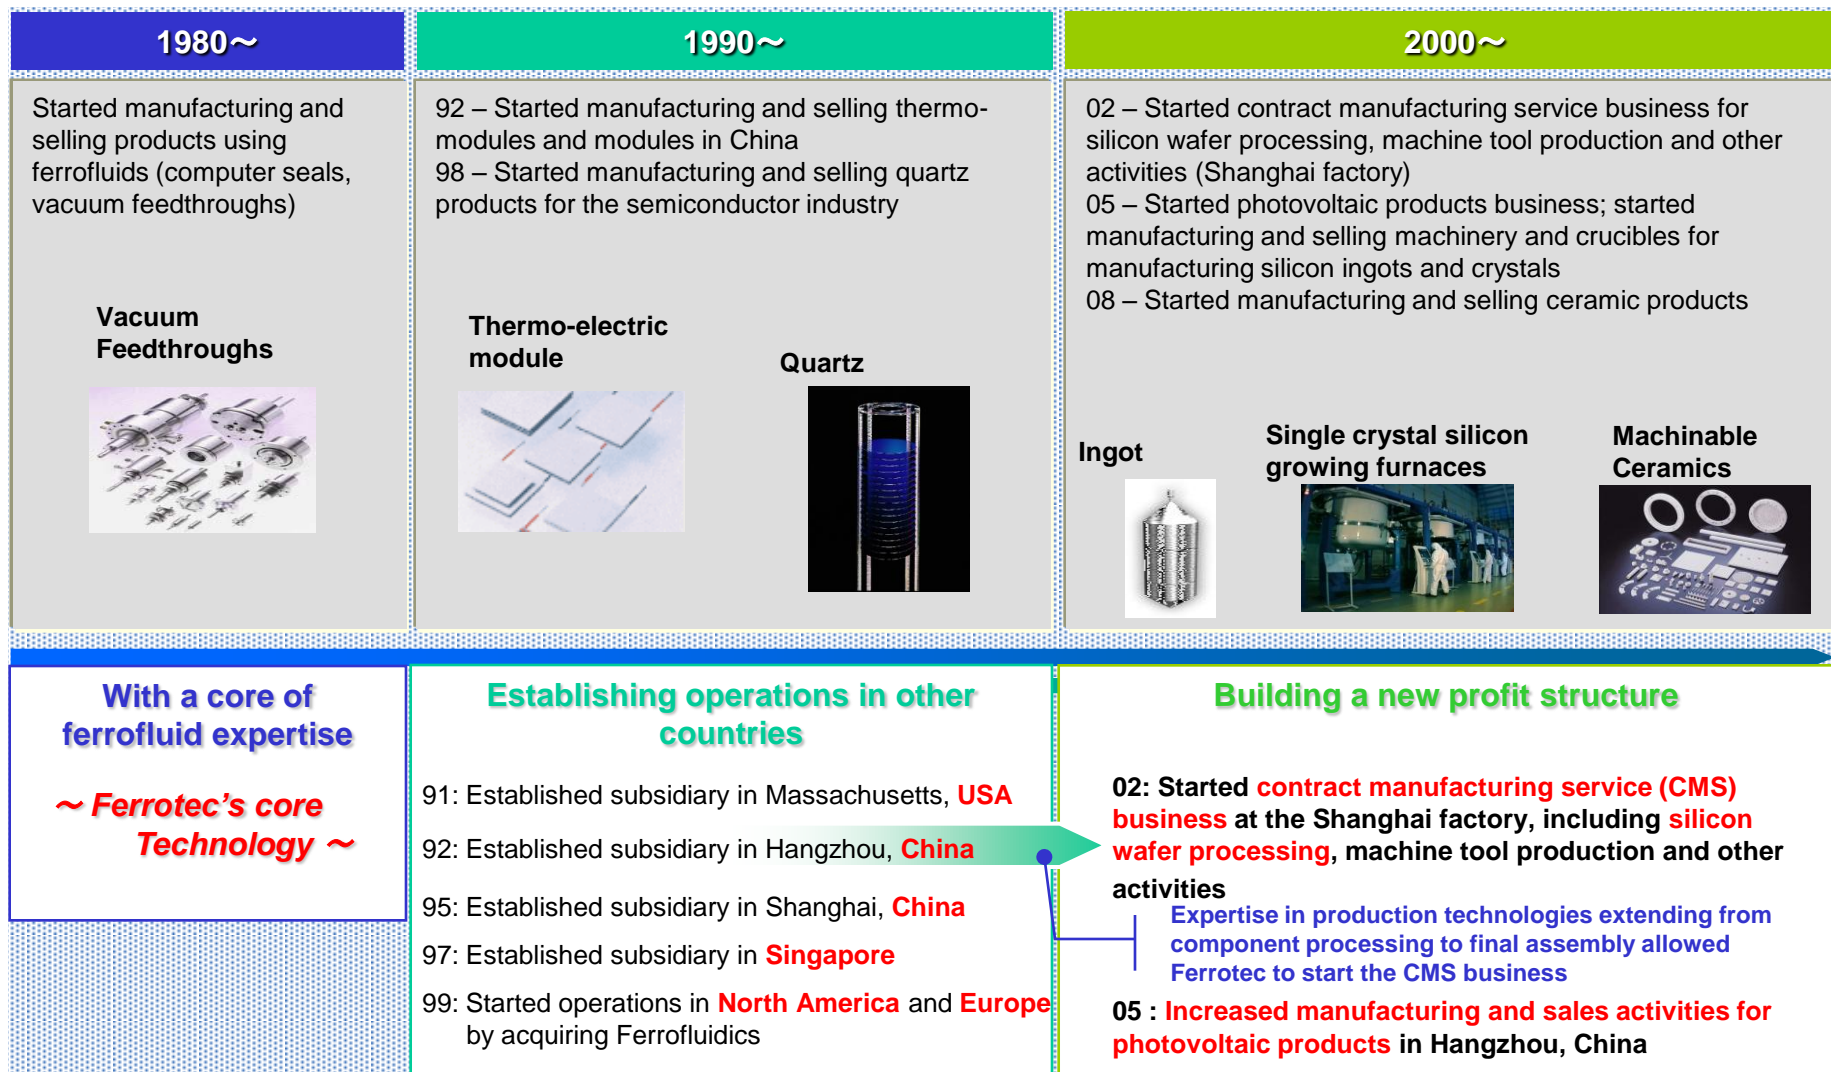 1980～
1990～
2000～
Started manufacturing and
selling products using
ferrofluids (computer seals,
vacuum feedthroughs)
Vacuum
Feedthroughs
92 – Started manufacturing and selling thermo-
modules and modules in China
98 – Started manufacturing and selling quartz
products for the semiconductor industry
Thermo-electric
module
Quartz
02 – Started contract manufacturing service business for
silicon wafer processing, machine tool production and other
activities (Shanghai factory)
05 – Started photovoltaic products business; started
manufacturing and selling machinery and crucibles for
manufacturing silicon ingots and crystals
08 – Started manufacturing and selling ceramic products
Ingot
Single crystal silicon
growing furnaces
Machinable
Ceramics
With a core of
ferrofluid expertise
～ Ferrotec's core
Technology ～
Establishing operations in other
countries
91: Established subsidiary in Massachusetts, USA
92: Established subsidiary in Hangzhou, China
95: Established subsidiary in Shanghai, China
97: Established subsidiary in Singapore
99: Started operations in North America and Europe
by acquiring Ferrofluidics
Building a new profit structure
02: Started contract manufacturing service (CMS)
business at the Shanghai factory, including silicon
wafer processing, machine tool production and other
activities
Expertise in production technologies extending from
component processing to final assembly allowed
Ferrotec to start the CMS business
05 : Increased manufacturing and sales activities for
photovoltaic products in Hangzhou, China